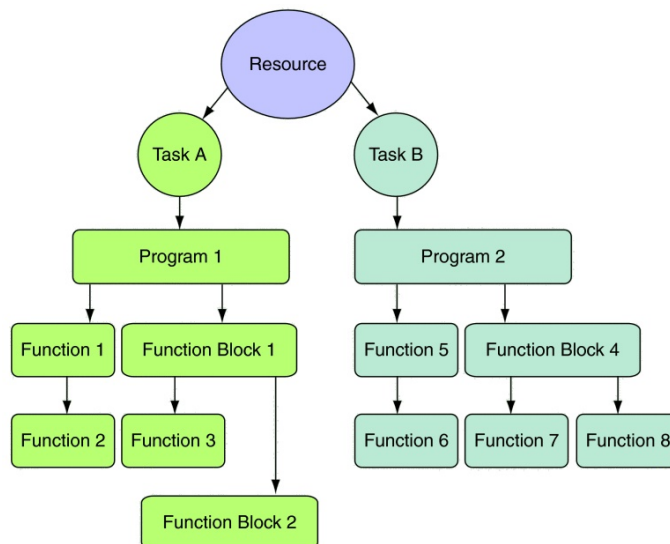 Resource
Task A
Task B
Program 1
Program 2
Function 1
Function Block 1
Function 5
Function Block 4
Function 2
Function 3
Function 6
Function 7
Function 8
Function Block 2